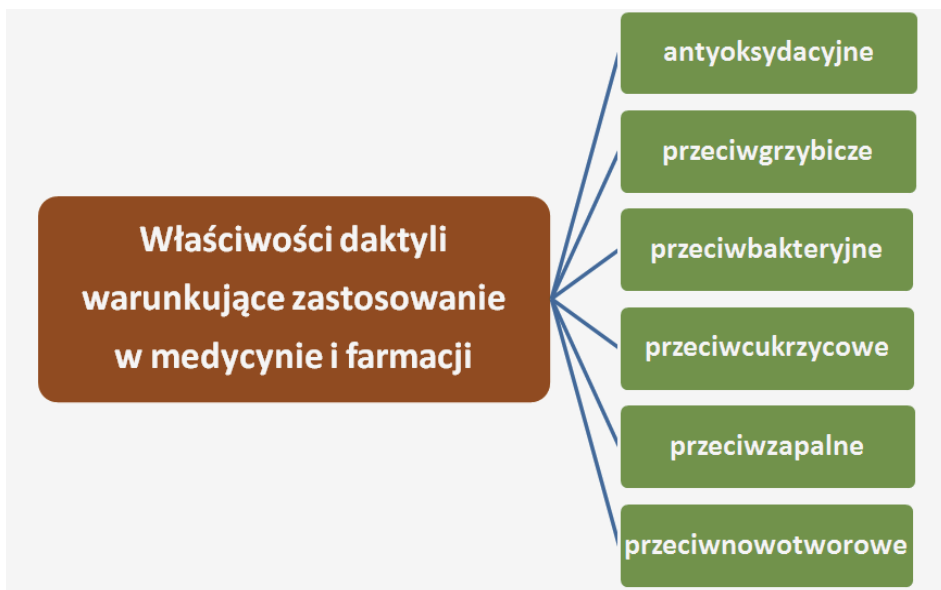 Właściwości daktyli
warunkujące zastosowanie
w medycynie i farmacji
antyoksydacyjne
przeciwgrzybicze
przeciwbakteryjne
przeciwcukrzycowe
przeciwzapalne
przeciwnowotworowe